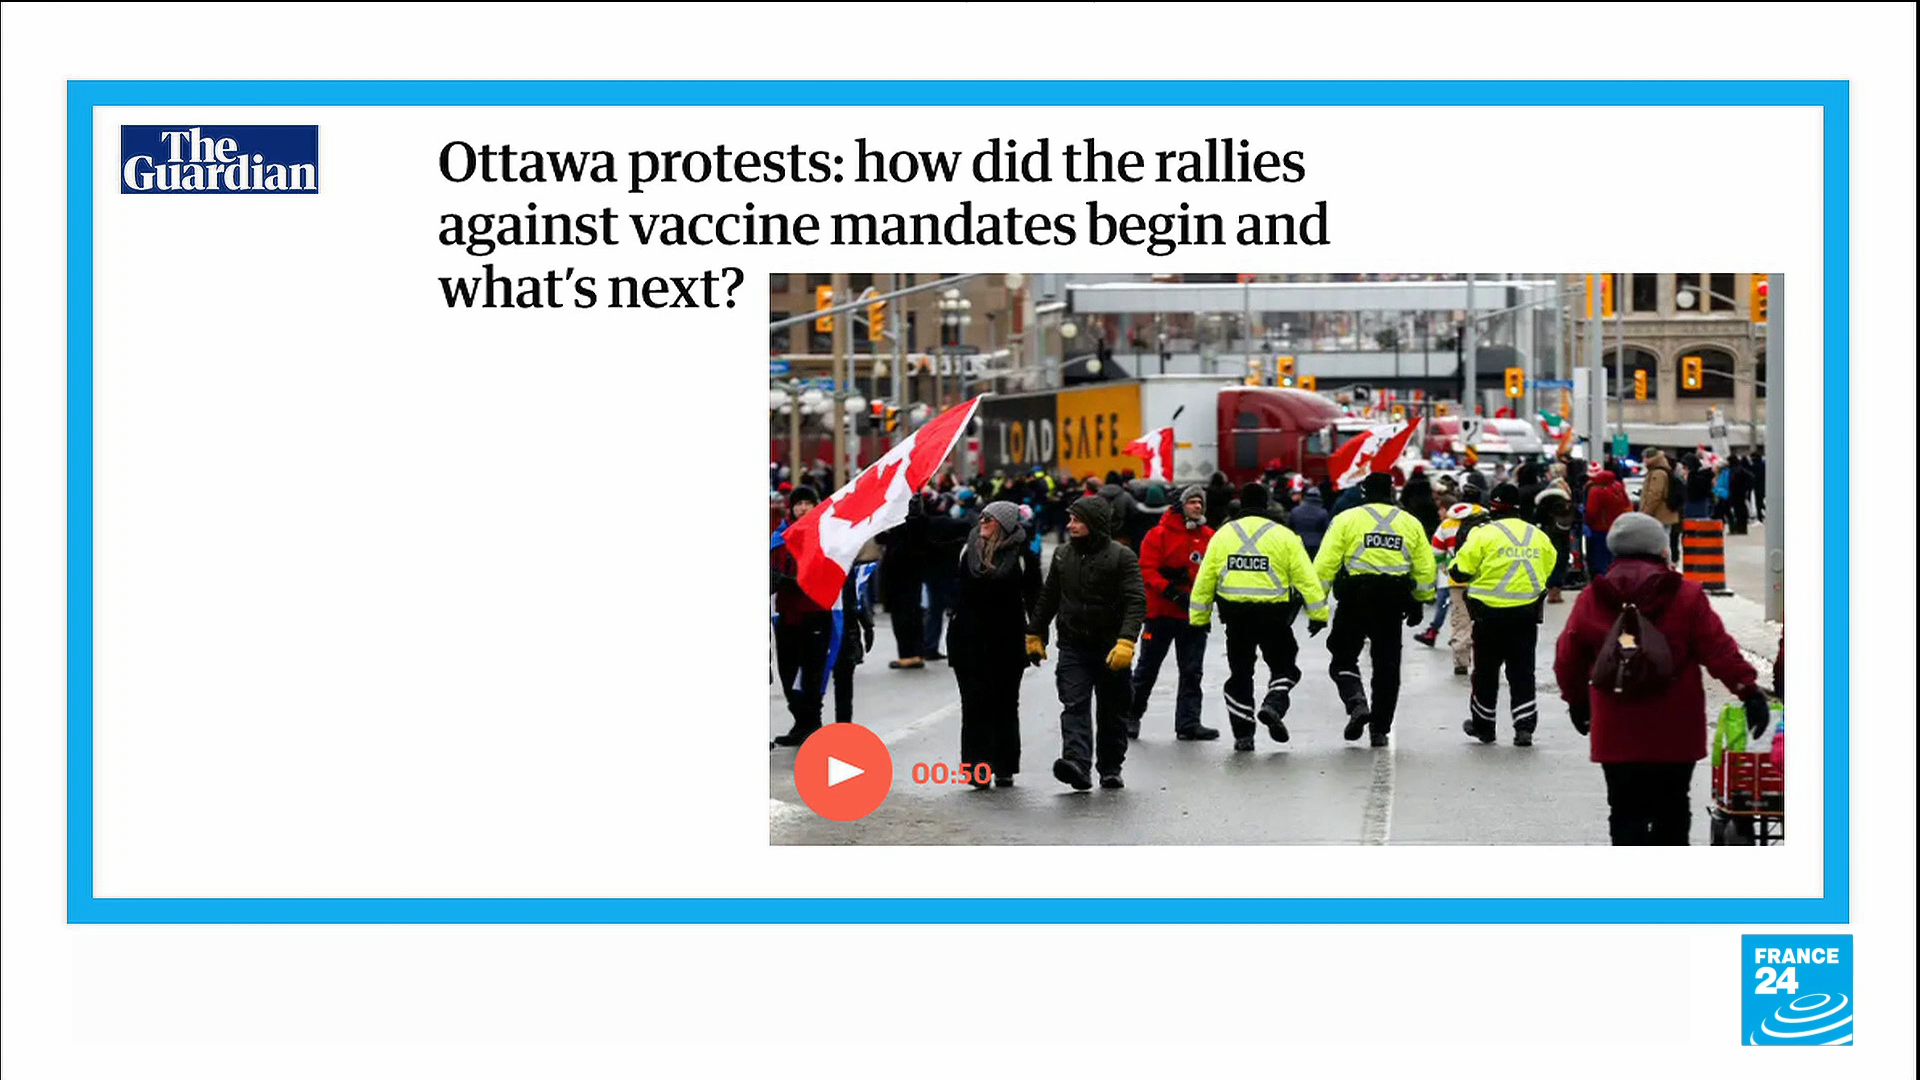 The
Guardian
Ottawa protests: how did the rallies
against vaccine mandates begin and
what's next?
LOAD SAFE
POLICE
POLICE
POLICE
00:50
FRANCE
24